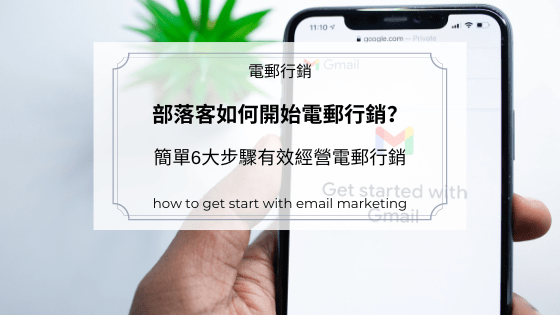 11:10
google.com — Private
Gmail
電郵行銷
部落客如何開始電郵行銷?
簡單6大步驟有效經營電郵行銷
Get started with
Gmail
how to get start with email marketing